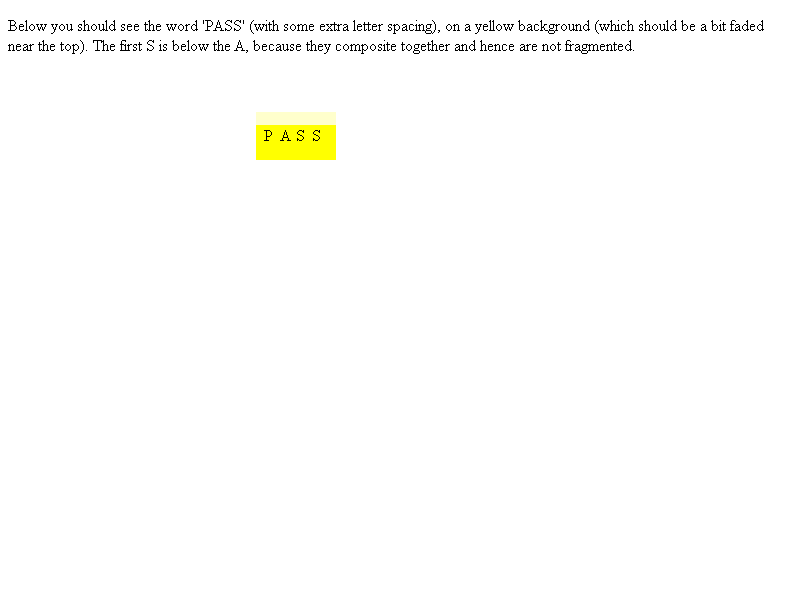 Below you should see the word 'PASS' (with some extra letter spacing), on a yellow background (which should be a bit faded
near the top). The first S is below the A, because they composite together and hence are not fragmented.
P A S S